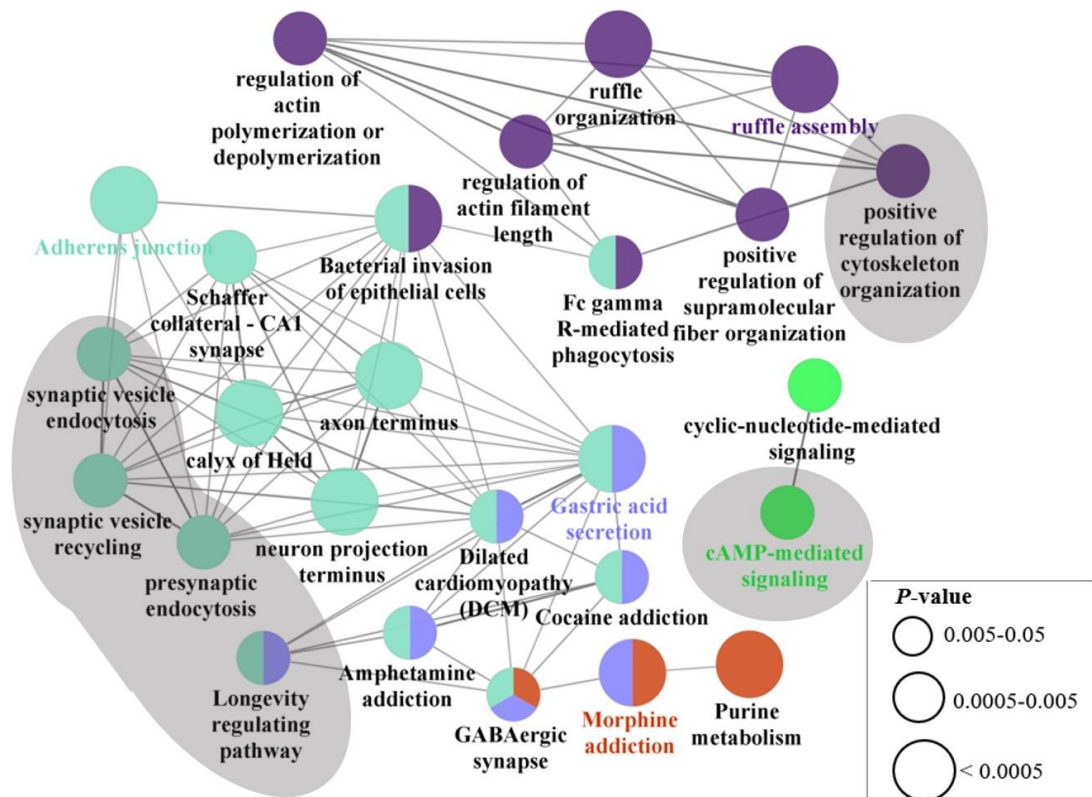 regulation of
actin
polymerization or
depolymerization
ruffle
organization
ruffle assembly
regulation of
actin filament
length
positive
regulation of
cytoskeleton
organization
positive
regulation of
supramolecular
fiber organization
Adherens junction
Bacterial invasion
of epithelial cells
Fc gamma
R-mediated
phagocytosis
Schaffer
collateral - CA1
synapse
synaptic vesicle
endocytosis
axon terminus
cyclic-nucleotide-mediated
signaling
calyx of Held
synaptic vesicle
recycling
Gastric acid
secretion
neuron projection
terminus
Dilated
cardiomyopathy
(DCM)
cAMP-mediated
signaling
presynaptic
endocytosis
Cocaine addiction
Amphetamine
addiction
Longevity
regulating
pathway
GABAergic
synapse
Morphine
addiction
Purine
metabolism
P-value
0.005-0.05
0.0005-0.005
< 0.0005